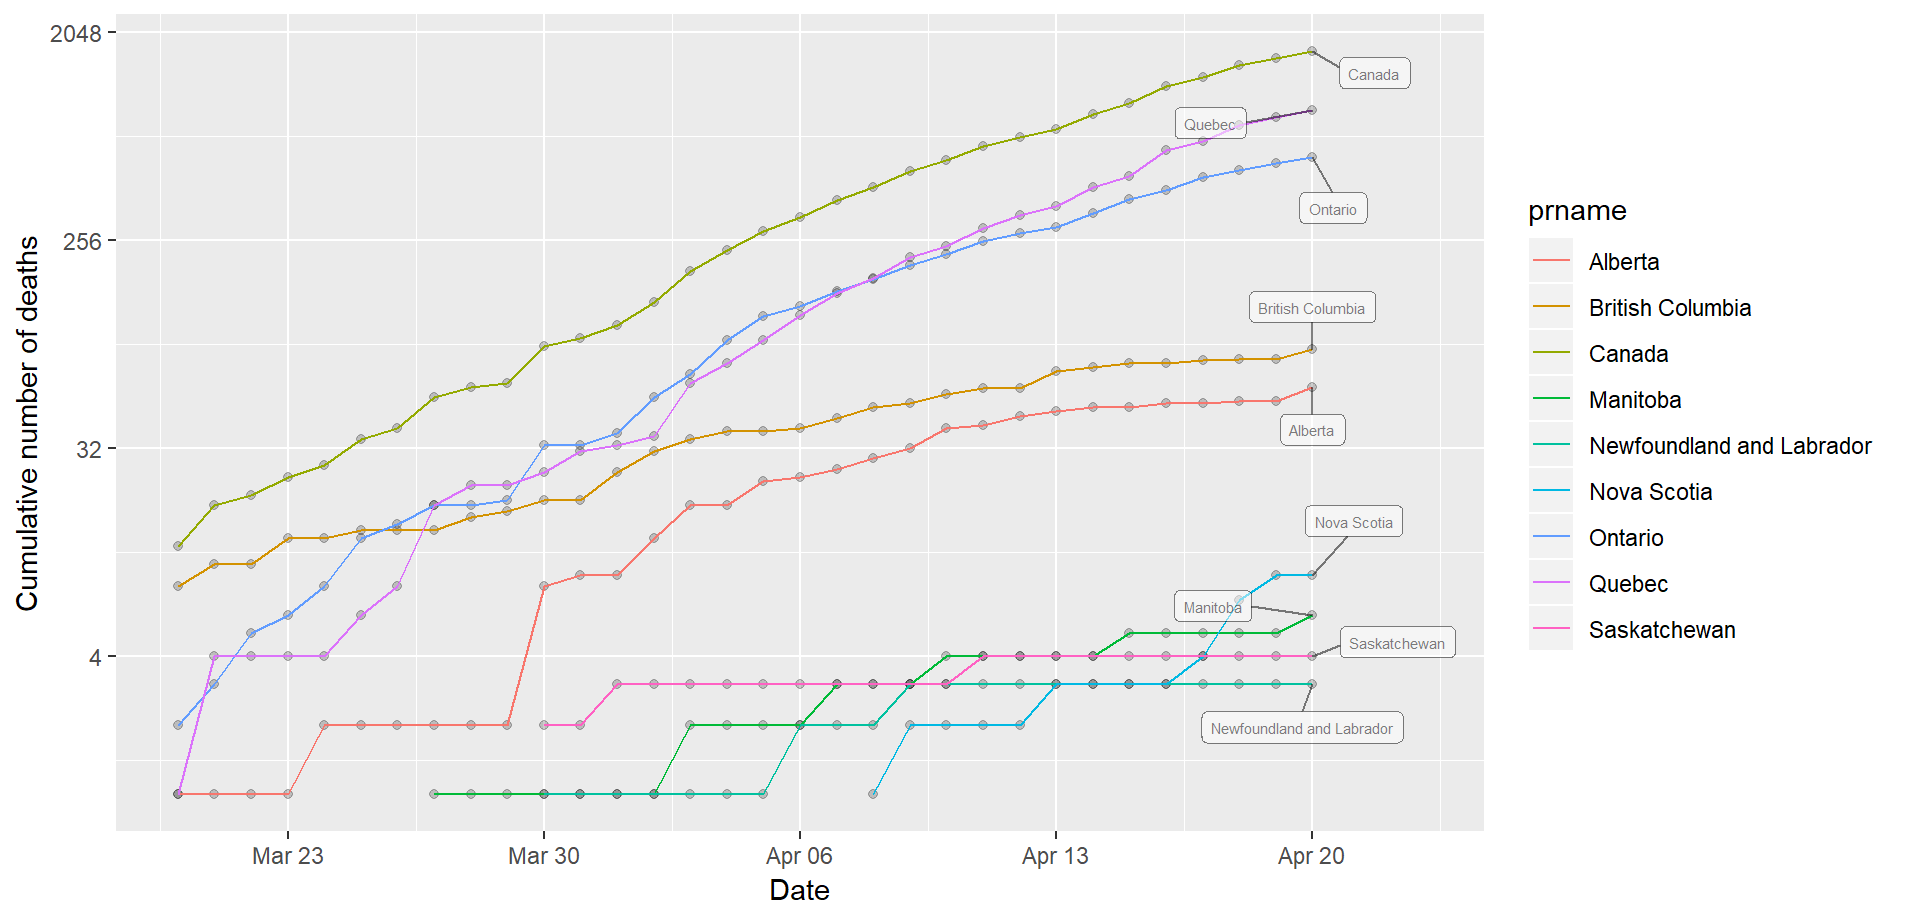 2048
256
32
4
Cumulative number of deaths
Canada
Quebec
Ontario
British Columbia
Alberta
Nova Scotia
Manitoba
Saskatchewan
Newfoundland and Labrador
Mar 23
Mar 30
Apr 06
Apr 13
Apr 20
Date
prname
Alberta
British Columbia
Canada
Manitoba
Newfoundland and Labrador
Nova Scotia
Ontario
Quebec
Saskatchewan